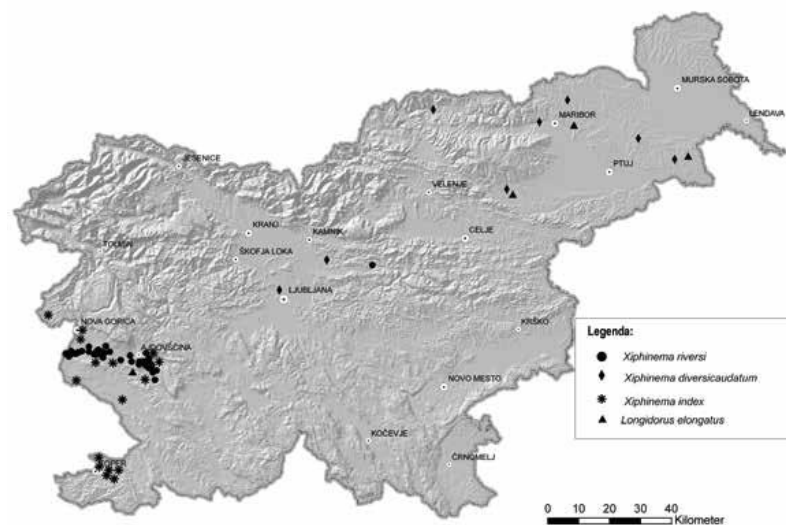 MURSKA SOBOTA
LENDAVA
MARIBOR
PTUJ
JESENICE
VELENJE
KRANJ
KAMNIK
CELJE
TOLMIN
ŠKOFJA LOKA
LJUBLJANA
NOVA GORICA
AJDOVŠČINA
KRŠKO
NOVO MESTO
KOČEVJE
ČRNOMELJ
KOPER
Legenda:
Xiphinema riversi
Xiphinema diversicaudatum
Xiphinema index
Longidorus elongatus
0 10 20 30 40
Kilometer